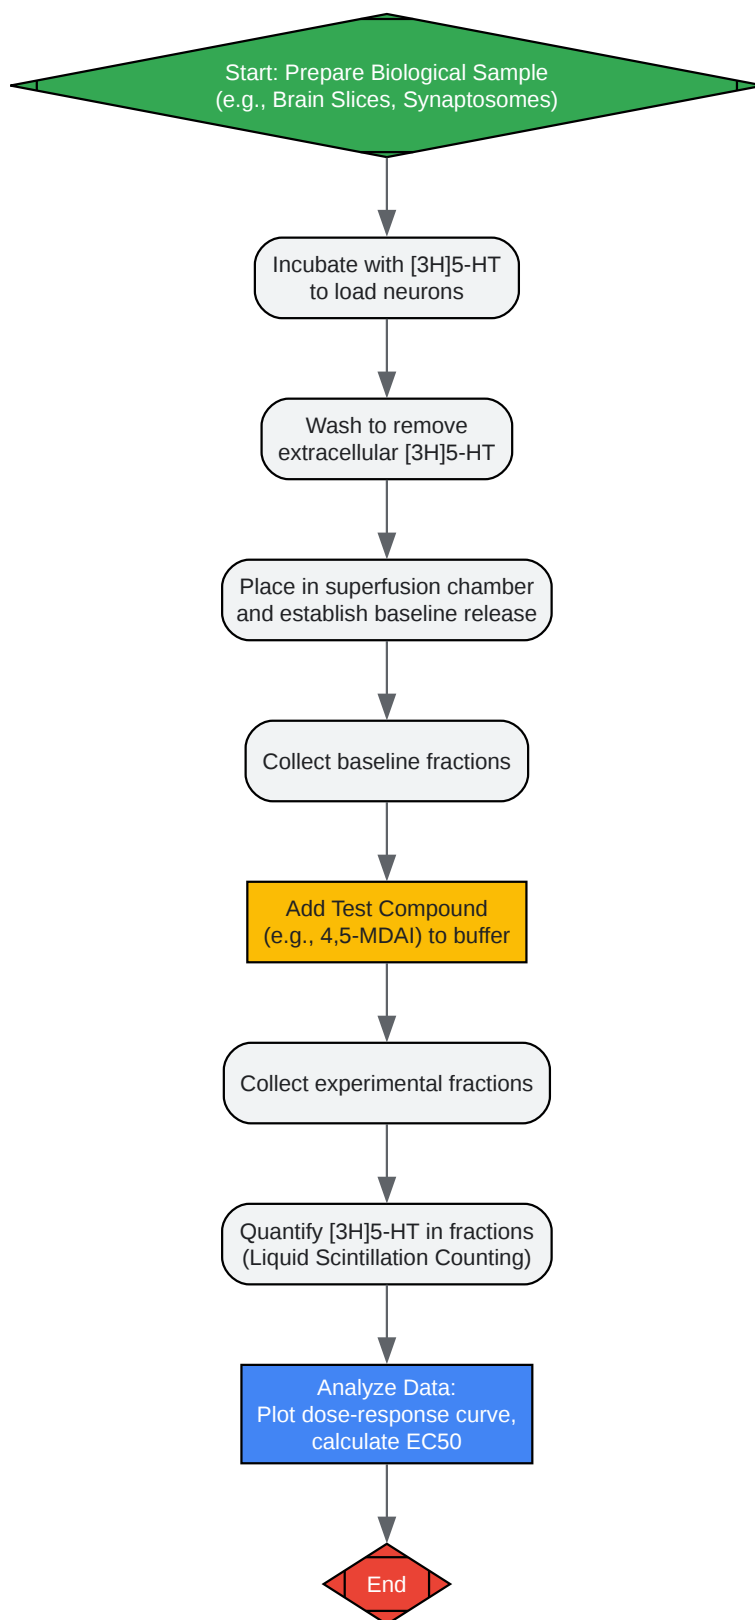 Start: Prepare Biological Sample
(e.g., Brain Slices, Synaptosomes)
Incubate with [3H]5-HT
to load neurons
Wash to remove
extracellular [3H]5-HT
Place in superfusion chamber
and establish baseline release
Collect baseline fractions
Add Test Compound
(e.g., 4,5-MDAI) to buffer
Collect experimental fractions
Quantify [3H]5-HT in fractions
(Liquid Scintillation Counting)
Analyze Data:
Plot dose-response curve,
calculate EC50
End